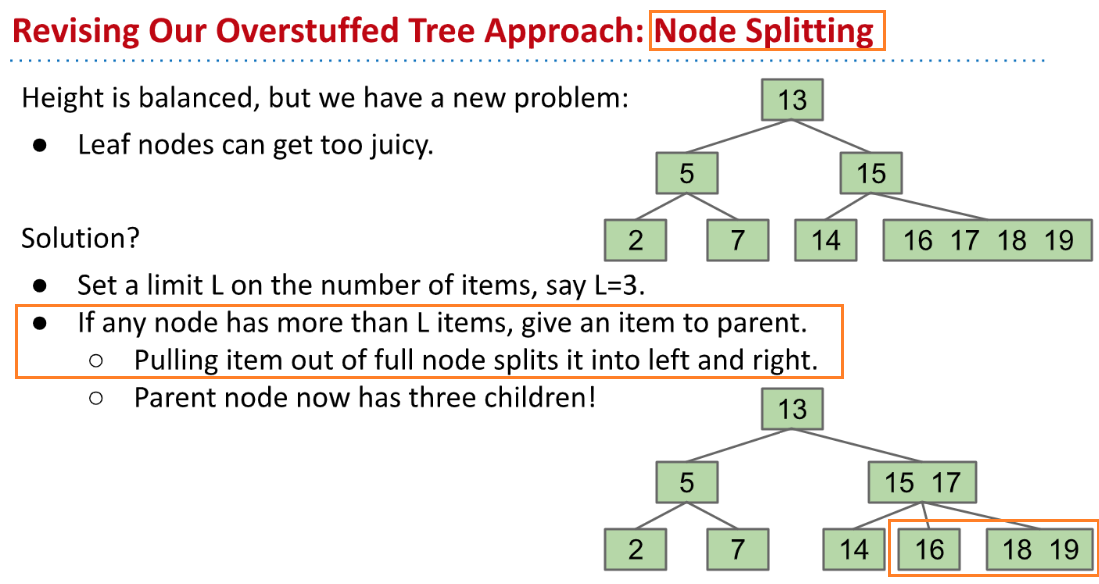 Revising Our Overstuffed Tree Approach: Node Splitting
Height is balanced, but we have a new problem:
● Leaf nodes can get too juicy.
13
5 15
2 7 14 16 17 18 19
Solution?
● Set a limit L on the number of items, say L=3.
● If any node has more than L items, give an item to parent.
○ Pulling item out of full node splits it into left and right.
○ Parent node now has three children!
13
5 15 17
2 7 14 16 18 19